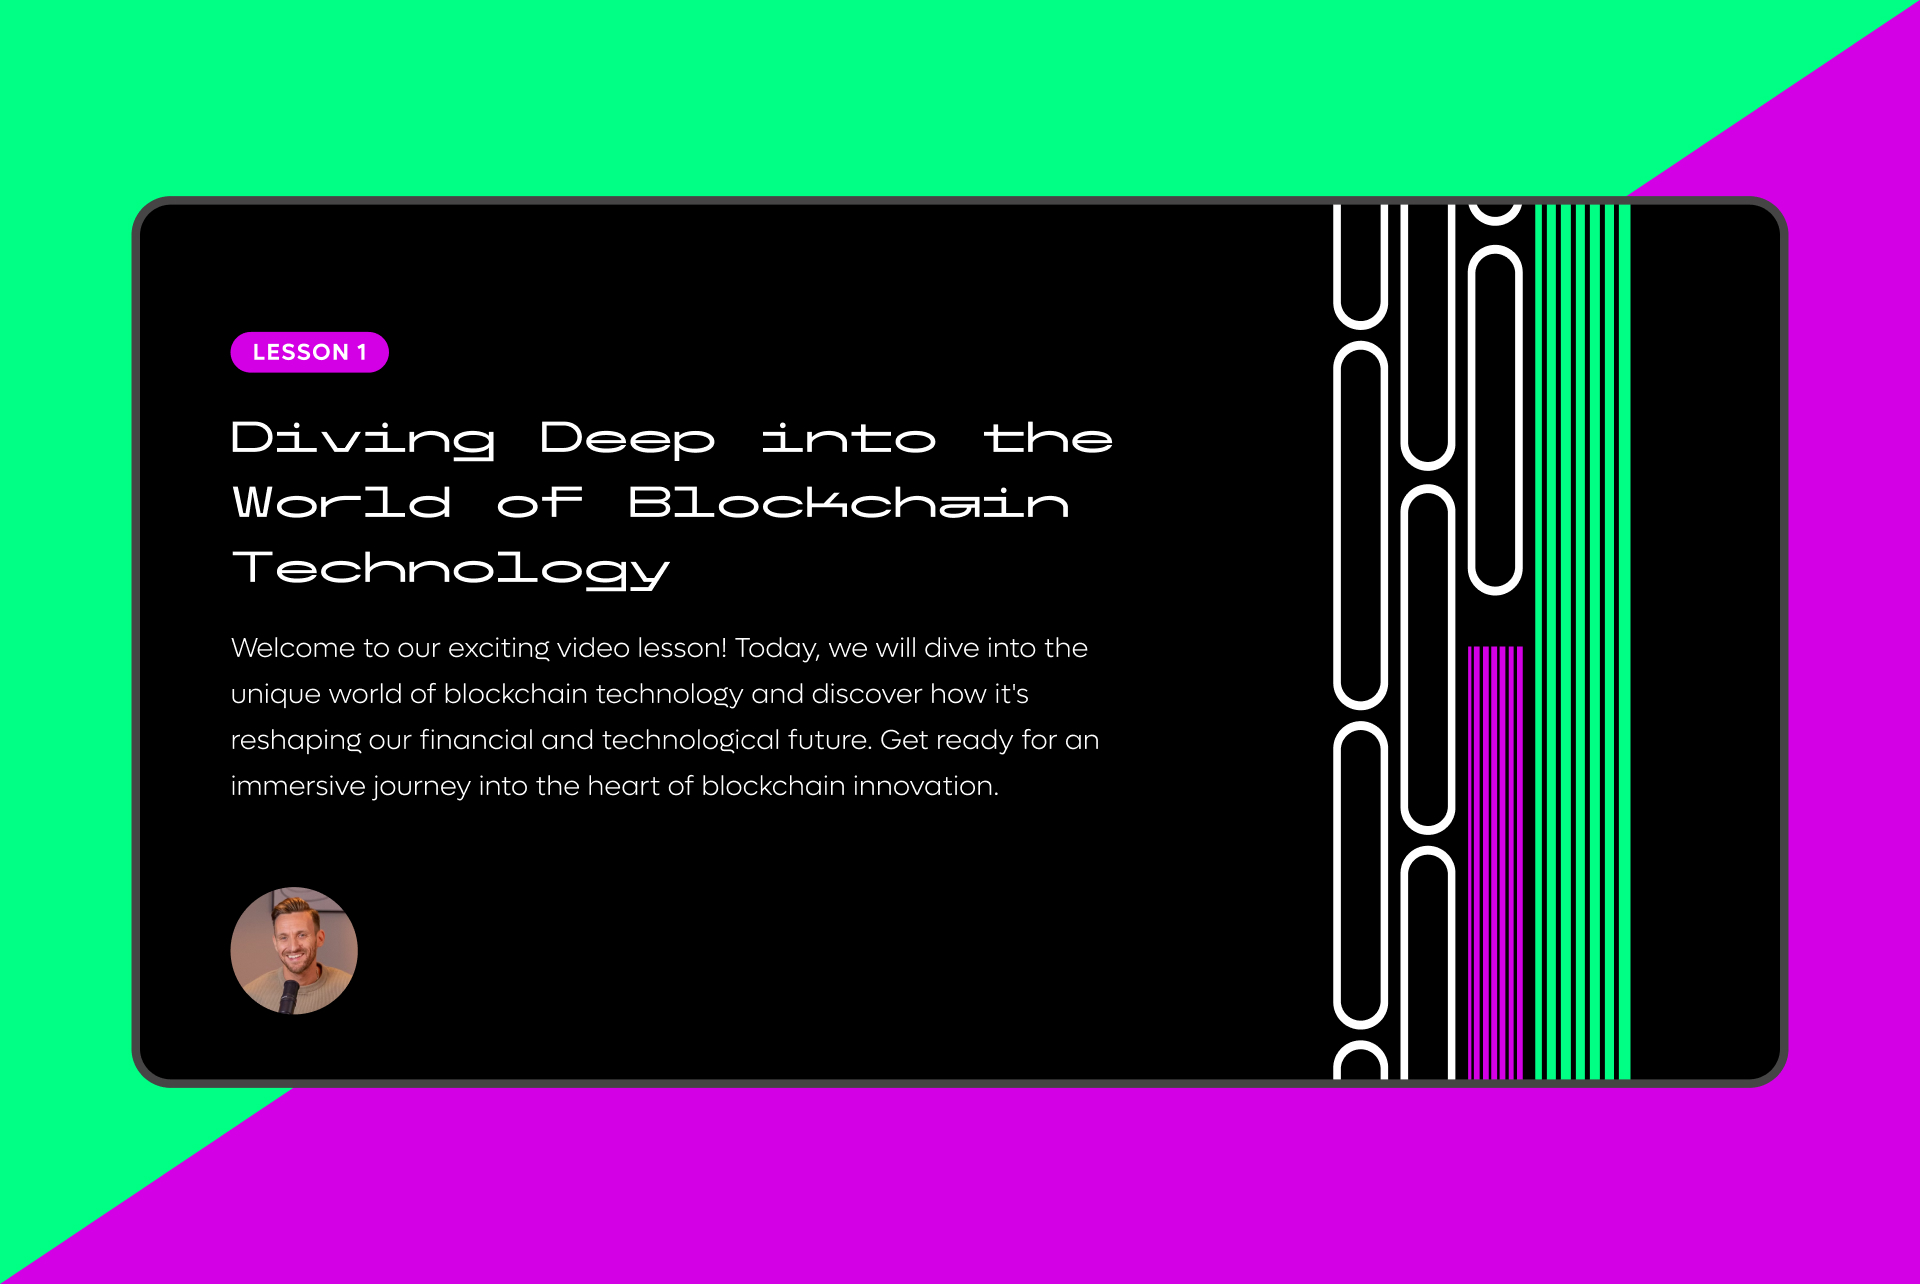 LESSON 1
Diving Deep into the
World of Blockchain
Technology
Welcome to our exciting video lesson! Today, we will dive into the
unique world of blockchain technology and discover how it's
reshaping our financial and technological future. Get ready for an
immersive journey into the heart of blockchain innovation.